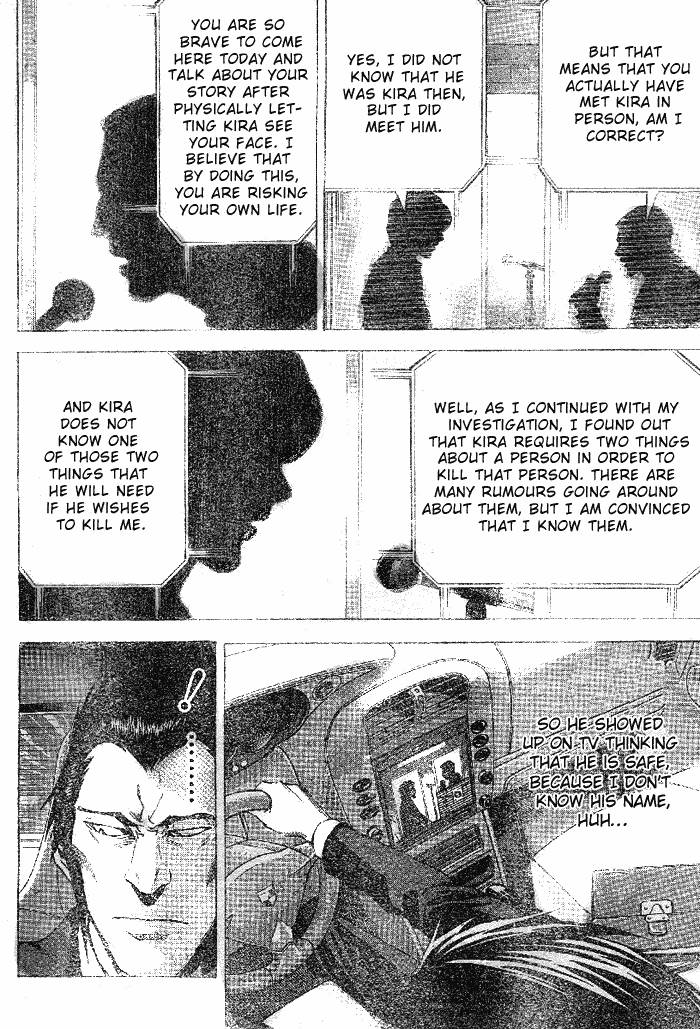 BUT THAT
MEANS THAT YOU
ACTUALLY HAVE
MET KIRA IN
PERSON, AM I
CORRECT?
YES, I DID NOT
KNOW THAT HE
WAS KIRA THEN,
BUT I DID
MEET HIM.
YOU ARE SO
BRAVE TO COME
HERE TODAY AND
TALK ABOUT YOUR
STORY AFTER
PHYSICALLY LET-
TING KIRA SEE
YOUR FACE. I
BELIEVE THAT
BY DOING THIS,
YOU ARE RISKING
YOUR OWN LIFE.
WELL, AS I CONTINUED WITH MY
INVESTIGATION, I FOUND OUT
THAT KIRA REQUIRES TWO THINGS
ABOUT A PERSON IN ORDER TO
KILL THAT PERSON. THERE ARE
MANY RUMOURS GOING AROUND
ABOUT THEM, BUT I AM CONVINCED
THAT I KNOW THEM.
AND KIRA
DOES NOT
KNOW ONE
OF THOSE TWO
THINGS THAT
HE WILL NEED
IF HE WISHES
TO KILL ME.
SO HE SHOWED
UP ON TV THINKING
THAT HE IS SAFE,
BECAUSE I DON'T
KNOW HIS NAME,
HUH...
!